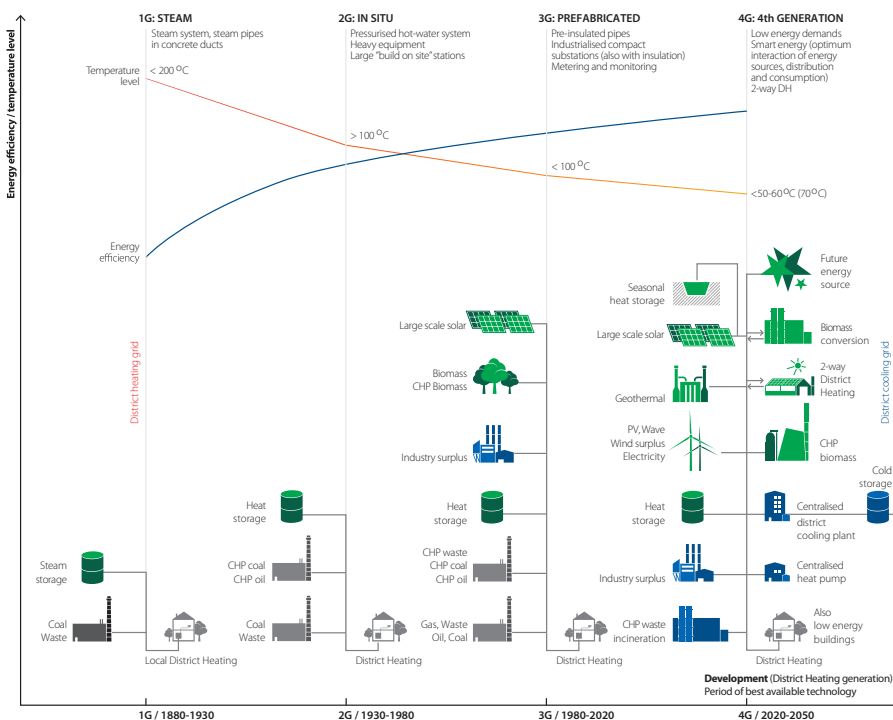 Energy efficiency / temperature level
1G: STEAM
Steam system, steam pipes
in concrete ducts
2G: IN SITU
Pressurised hot-water system
Heavy equipment
Large "build on site" stations
3G: PREFABRICATED
Pre-insulated pipes
Industrialised compact
substations (also with insulation)
Metering and monitoring
4G: 4th GENERATION
Low energy demands
Smart energy (optimum
interaction of energy
sources, distribution
and consumption)
2-way DH
Temperature
level
< 200 °C
> 100 °C
< 100 °C
<50-60°C (70°C)
Energy
efficiency
District heating grid
District cooling grid
Steam
storage
Coal
Waste
Local District Heating
Heat
storage
CHP coal
CHP oil
Coal
Waste
District Heating
Large scale solar
Biomass
CHP Biomass
Industry surplus
Heat
storage
CHP waste
CHP coal
CHP oil
Gas, Waste
Oil, Coal
District Heating
Seasonal
heat storage
Large scale solar
Geothermal
PV, Wave
Wind surplus
Electricity
Heat
storage
Industry surplus
CHP waste
incineration
Future
energy
source
Biomass
conversion
2-way
District
Heating
CHP
biomass
Cold
storage
Centralised
district
cooling plant
Centralised
heat pump
Also
low energy
buildings
District Heating
Development (District Heating generation)
Period of best available technology
1G / 1880-1930
2G / 1930-1980
3G / 1980-2020
4G / 2020-2050